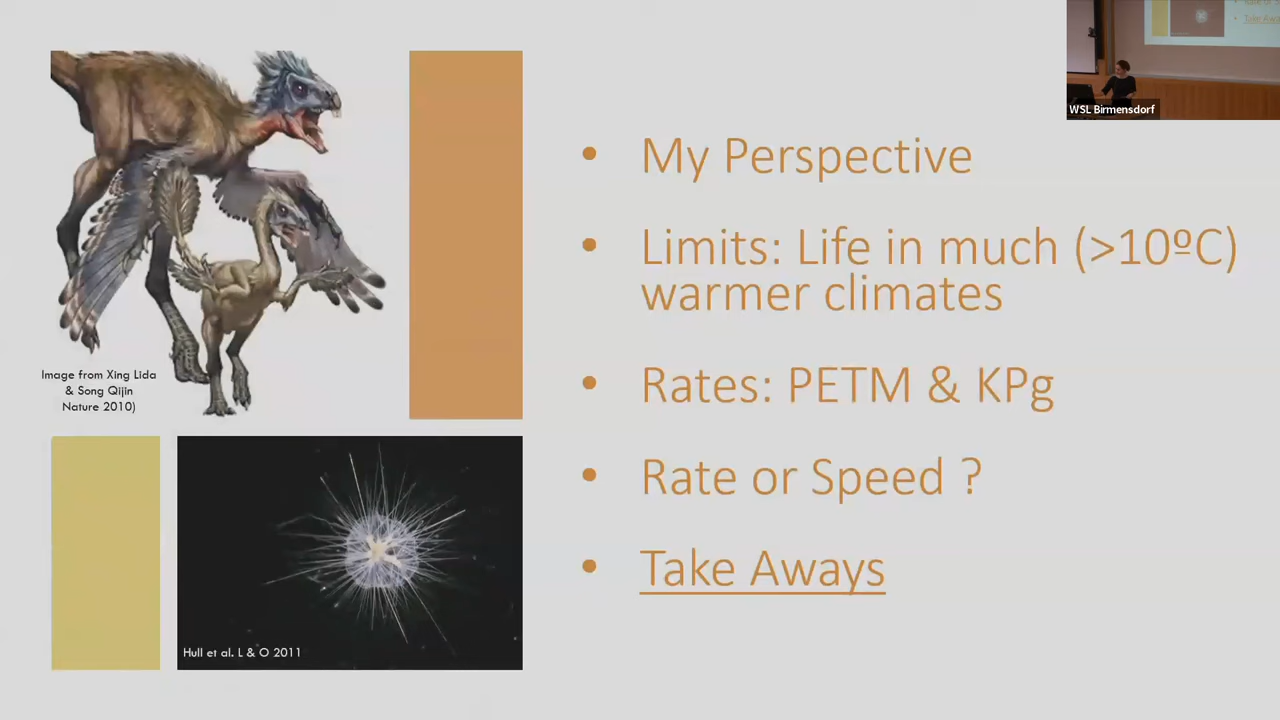 WSL Birmensdorf
• My Perspective
• Limits: Life in much (>10ºC)
warmer climates
• Rates: PETM & KPg
• Rate or Speed ?
• Take Aways
Image from Xing Lida
& Song Qijin
Nature 2010)
Hull et al. L & O 2011